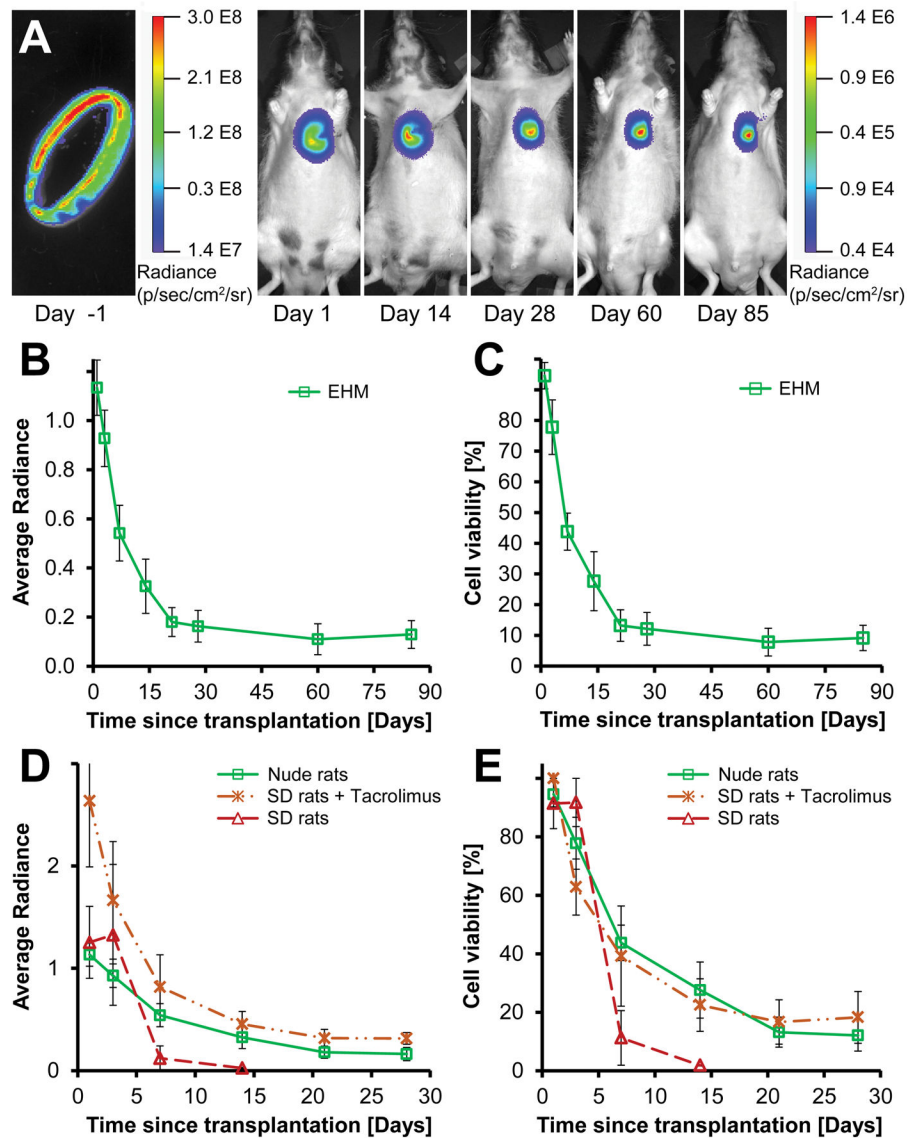 A
3.0 E8
2.1 E8
1.2 E8
0.3 E8
1.4 E7
Radiance
(p/sec/cm²/sr)
Day -1
Day 1
Day 14
Day 28
Day 60
Day 85
1.4 E6
0.9 E6
0.4 E5
0.9 E4
0.4 E4
Radiance
(p/sec/cm²/sr)
B
EHM
Average Radiance
1.0
0.8
0.6
0.4
0.2
0.0
0 15 30 45 60 75 90
Time since transplantation [Days]
C
EHM
Cell viability [%]
80
70
60
50
40
30
20
10
0
0 15 30 45 60 75 90
Time since transplantation [Days]
D
Nude rats
SD rats + Tacrolimus
SD rats
Average Radiance
2
1
0
0 5 10 15 20 25 30
Time since transplantation [Days]
E
Nude rats
SD rats + Tacrolimus
SD rats
Cell viability [%]
80
60
40
20
0
0 5 10 15 20 25 30
Time since transplantation [Days]